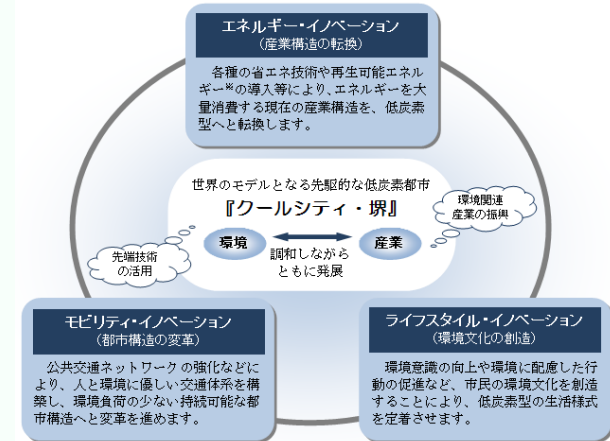 エネルギー・イノベーション
（産業構造の転換）
各種の省エネ技術や再生可能エネル
ギー※の導入等により、エネルギーを大
量消費する現在の産業構造を、低炭素
型へと転換します。
世界のモデルとなる先駆的な低炭素都市
『クールシティ・堺』
環境関連
産業の振興
環境
産業
調和しながら
ともに発展
先端技術
の活用
モビリティ・イノベーション
（都市構造の変革）
公共交通ネットワークの強化などに
より、人と環境に優しい交通体系を構
築し、環境負荷の少ない持続可能な都
市構造へと変革を進めます。
ライフスタイル・イノベーション
（環境文化の創造）
環境意識の向上や環境に配慮した行
動の促進など、市民の環境文化を創造
することにより、低炭素型の生活様式
を定着させます。